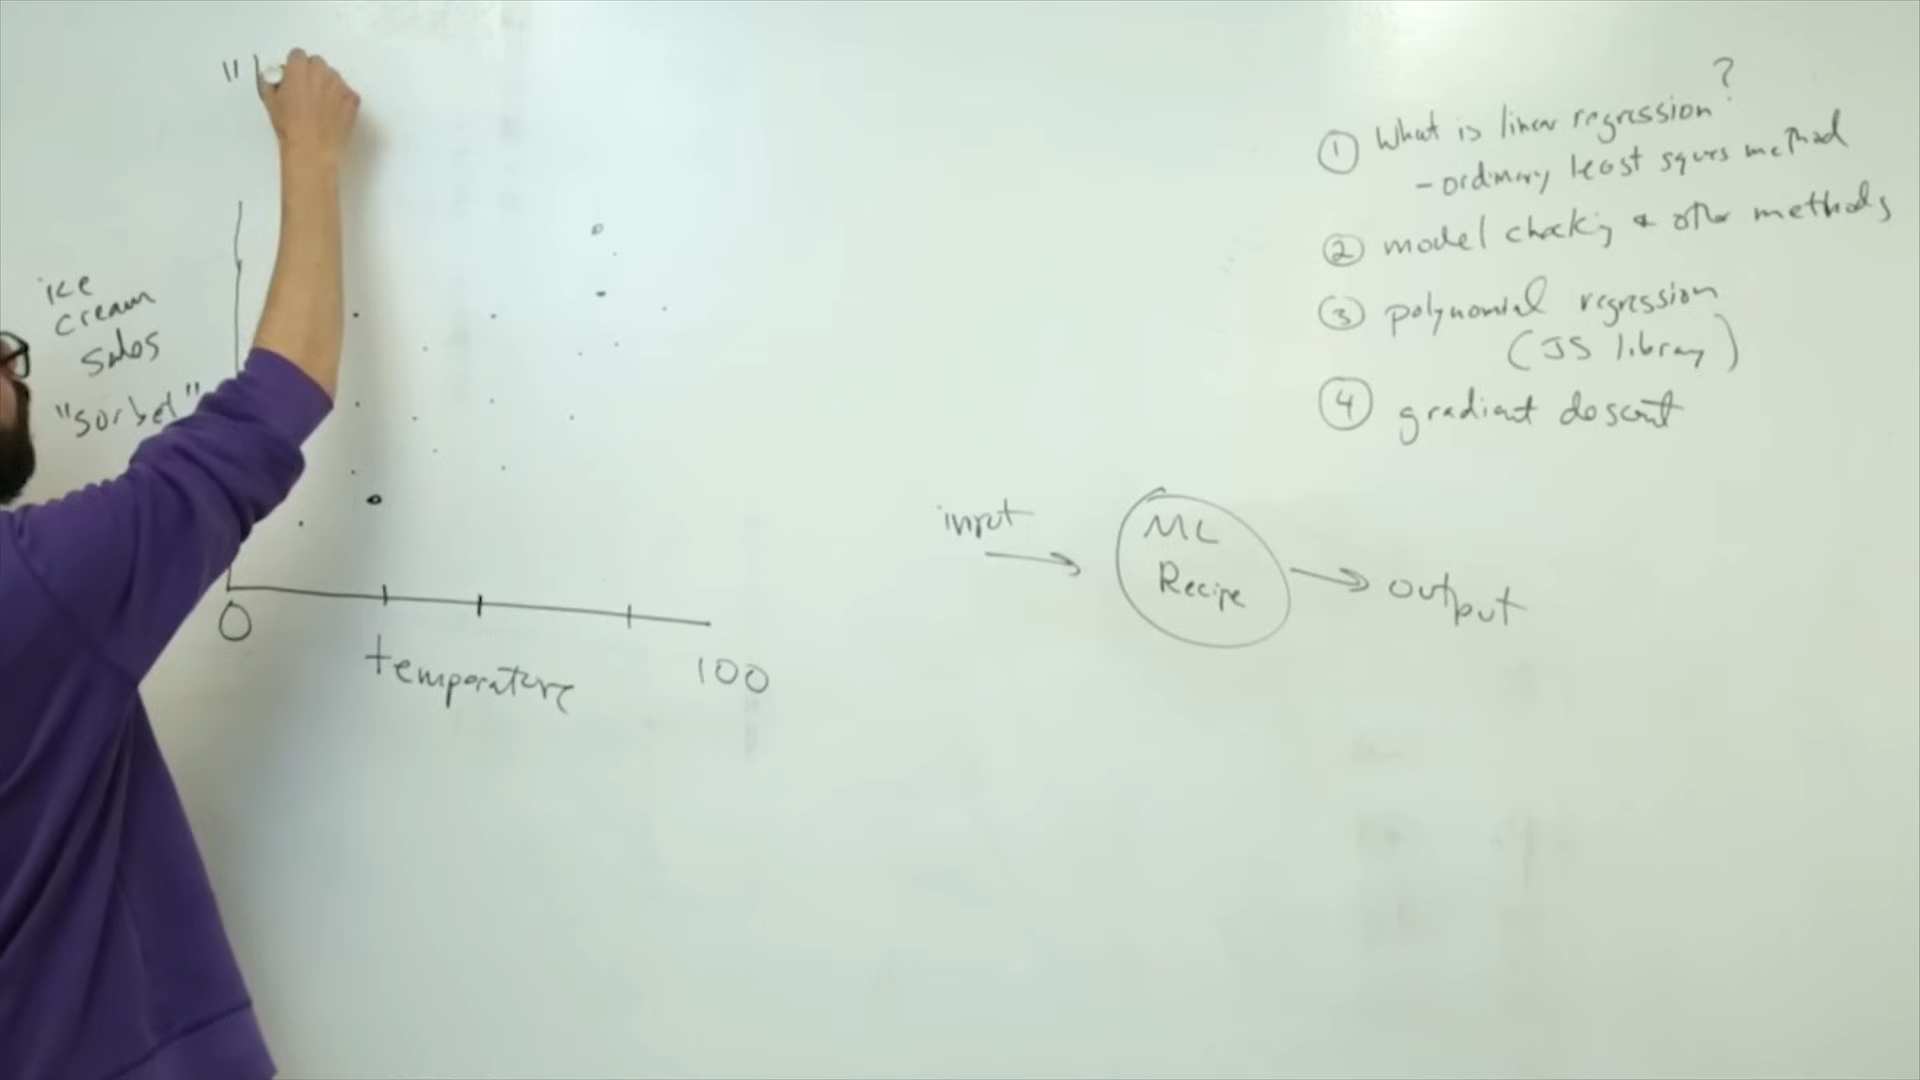 "
① What is linear regression?
- ordinary least squrs method
② model checking & other methods
③ polynomial regression
(JS library)
④ gradient descent
ice
cream
sales
"sorbet"
input
ML
Recipe
output
0
temperature
100